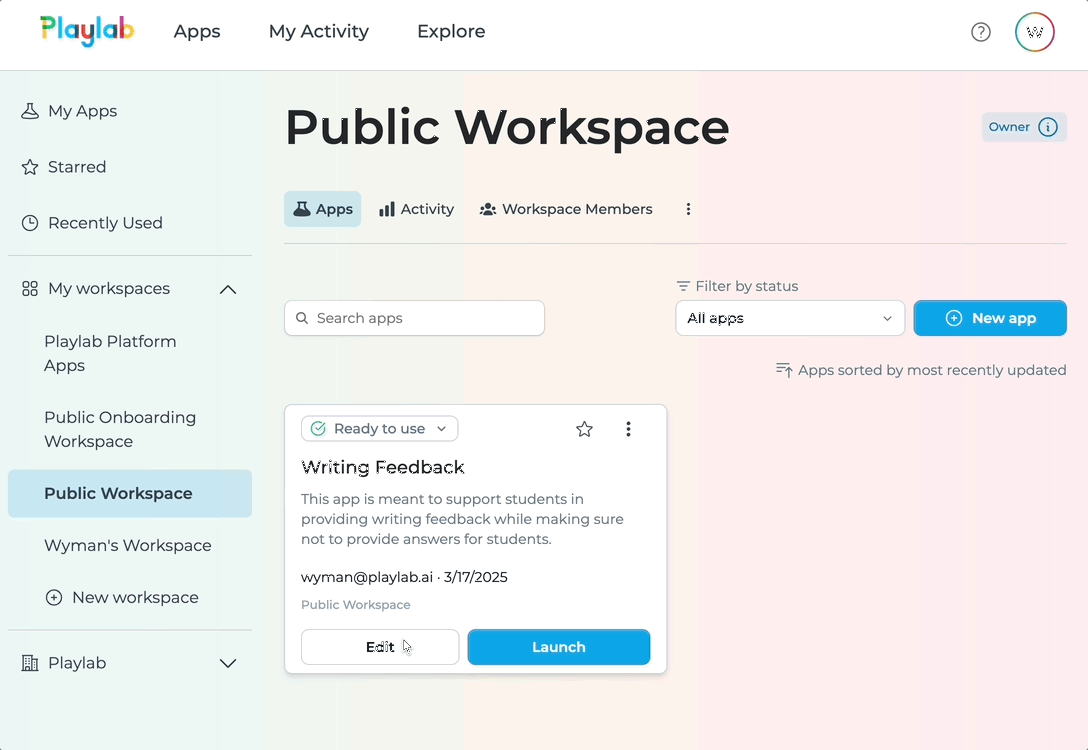 Playlab
Apps
My Activity
Explore
?
W
My Apps
Starred
Recently Used
My workspaces
Playlab Platform
Apps
Public Onboarding
Workspace
Public Workspace
Wyman's Workspace
New workspace
Playlab
Public Workspace
Owner
Apps
Activity
Workspace Members
Filter by status
Search apps
All apps
New app
Apps sorted by most recently updated
Ready to use
Writing Feedback
This app is meant to support students in
providing writing feedback while making sure
not to provide answers for students.
wyman@playlab.ai · 3/17/2025
Public Workspace
Edit
Launch